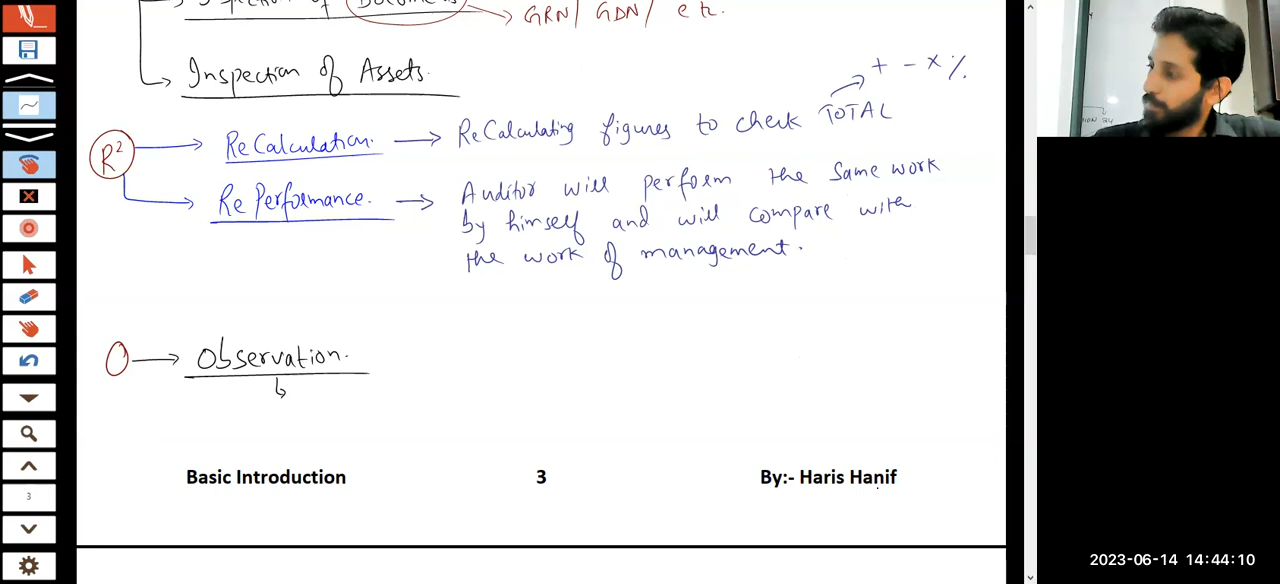 GRN/ GDN/ etc.
Inspection of Assets.
+ - x %
R² ReCalculation. → ReCalculating figures to check TOTAL
RePerformance. → Auditor will perform the same work
by himself and will compare with
the work of management.
O → Observation.
Basic Introduction 3 By:- Haris Hanif
3
2023-06-14 14:44:10